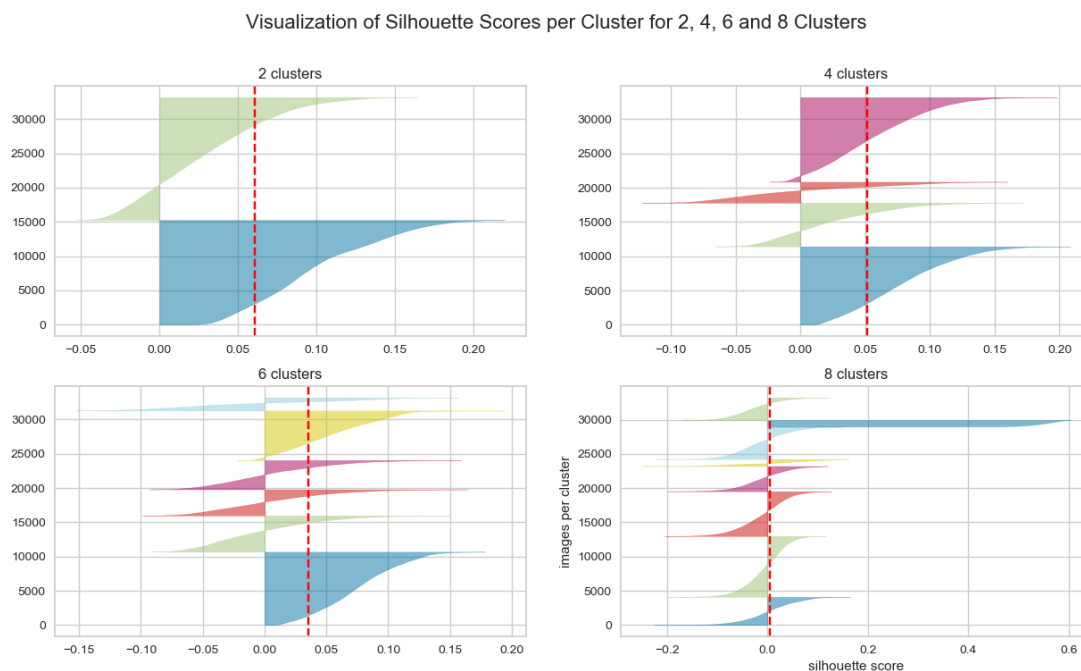 Visualization of Silhouette Scores per Cluster for 2, 4, 6 and 8 Clusters
2 clusters
30000
25000
20000
15000
10000
5000
0
−0.05 0.00 0.05 0.10 0.15 0.20
4 clusters
30000
25000
20000
15000
10000
5000
0
−0.10 −0.05 0.00 0.05 0.10 0.15 0.20
6 clusters
30000
25000
20000
15000
10000
5000
0
−0.15 −0.10 −0.05 0.00 0.05 0.10 0.15 0.20
8 clusters
images per cluster
30000
25000
20000
15000
10000
5000
0
−0.2 0.0 0.2 0.4 0.6
silhouette score